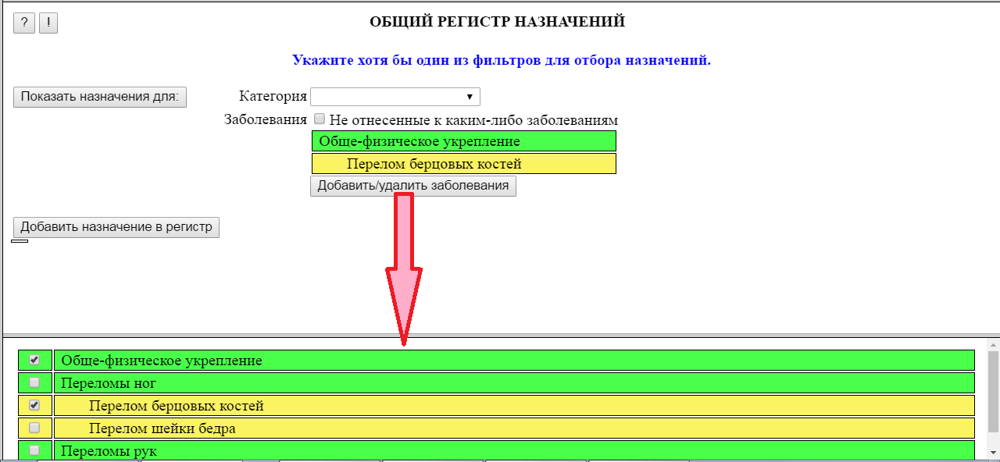 ? !
ОБЩИЙ РЕГИСТР НАЗНАЧЕНИЙ
Укажите хотя бы один из фильтров для отбора назначений.
Показать назначения для: Категория
Заболевания Не отнесенные к каким-либо заболеваниям
Обще-физическое укрепление
Перелом берцовых костей
Добавить/удалить заболевания
Добавить назначение в регистр
Обще-физическое укрепление
Переломы ног
Перелом берцовых костей
Перелом шейки бедра
Переломы рук